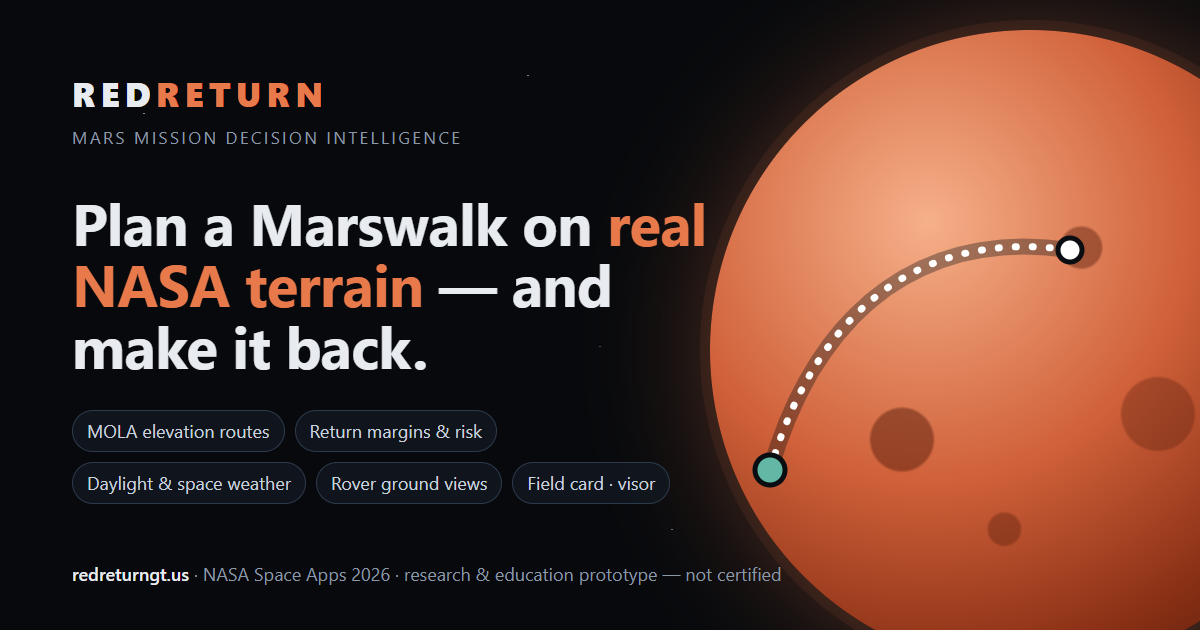 REDRETURN
MARS MISSION DECISION INTELLIGENCE
Plan a Marswalk on real
NASA terrain — and
make it back.
MOLA elevation routes
Return margins & risk
Daylight & space weather
Rover ground views
Field card · visor
redreturngt.us · NASA Space Apps 2026 · research & education prototype — not certified